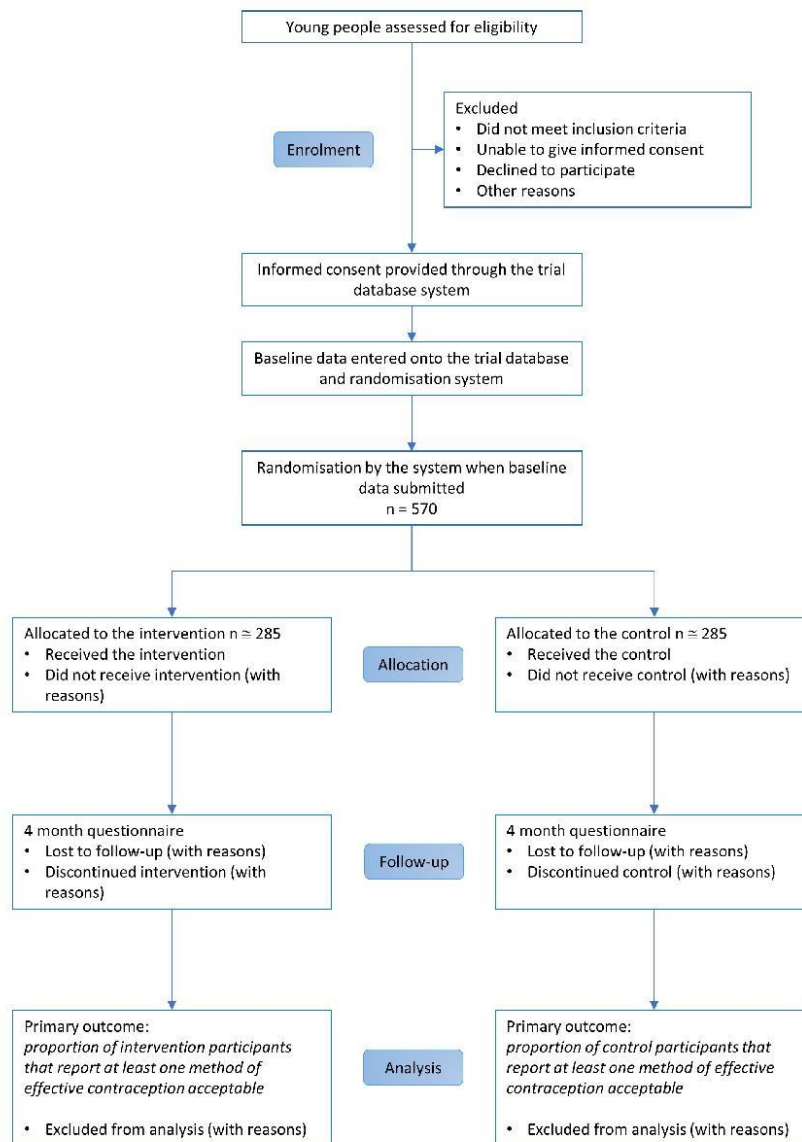 Young people assessed for eligibility
Excluded
• Did not meet inclusion criteria
• Unable to give informed consent
• Declined to participate
• Other reasons
Enrolment
Informed consent provided through the trial
database system
Baseline data entered onto the trial database
and randomisation system
Randomisation by the system when baseline
data submitted
n = 570
Allocated to the intervention n ≅ 285
• Received the intervention
• Did not receive intervention (with
reasons)
Allocation
Allocated to the control n ≅ 285
• Received the control
• Did not receive control (with reasons)
4 month questionnaire
• Lost to follow-up (with reasons)
• Discontinued intervention (with
reasons)
Follow-up
4 month questionnaire
• Lost to follow-up (with reasons)
• Discontinued control (with reasons)
Primary outcome:
proportion of intervention participants
that report at least one method of
effective contraception acceptable
• Excluded from analysis (with reasons)
Analysis
Primary outcome:
proportion of control participants that
report at least one method of effective
contraception acceptable
• Excluded from analysis (with reasons)